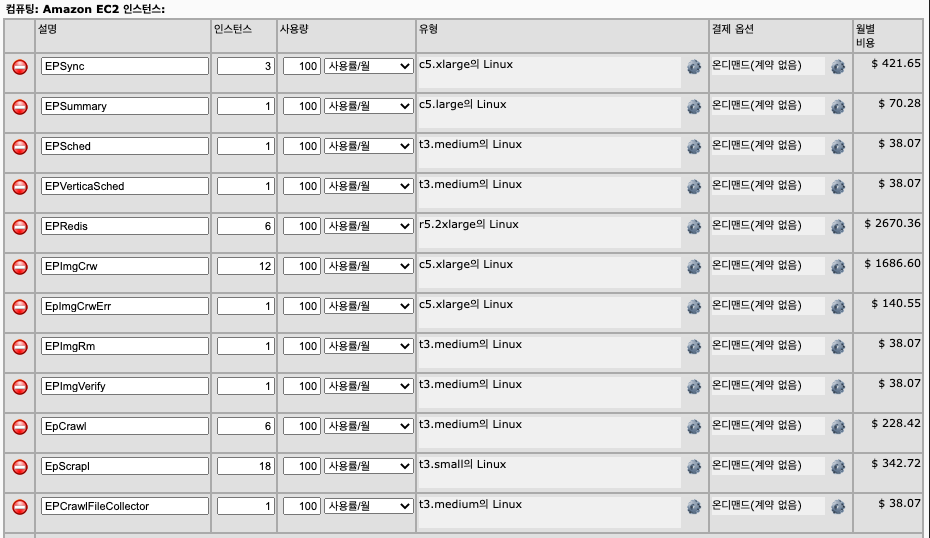 컴퓨팅: Amazon EC2 인스턴스:
설명 인스턴스 사용량 유형 결제 옵션 월별 비용
EPSync 3 100 사용률/월 c5.xlarge의 Linux 온디맨드(계약 없음) $ 421.65
EPSummary 1 100 사용률/월 c5.large의 Linux 온디맨드(계약 없음) $ 70.28
EPSched 1 100 사용률/월 t3.medium의 Linux 온디맨드(계약 없음) $ 38.07
EPVerticaSched 1 100 사용률/월 t3.medium의 Linux 온디맨드(계약 없음) $ 38.07
EPRedis 6 100 사용률/월 r5.2xlarge의 Linux 온디맨드(계약 없음) $ 2670.36
EPImgCrw 12 100 사용률/월 c5.xlarge의 Linux 온디맨드(계약 없음) $ 1686.60
EpImgCrwErr 1 100 사용률/월 c5.xlarge의 Linux 온디맨드(계약 없음) $ 140.55
EPImgRm 1 100 사용률/월 t3.medium의 Linux 온디맨드(계약 없음) $ 38.07
EPImgVerify 1 100 사용률/월 t3.medium의 Linux 온디맨드(계약 없음) $ 38.07
EpCrawl 6 100 사용률/월 t3.medium의 Linux 온디맨드(계약 없음) $ 228.42
EpScrapl 18 100 사용률/월 t3.small의 Linux 온디맨드(계약 없음) $ 342.72
EPCrawlFileCollector 1 100 사용률/월 t3.medium의 Linux 온디맨드(계약 없음) $ 38.07